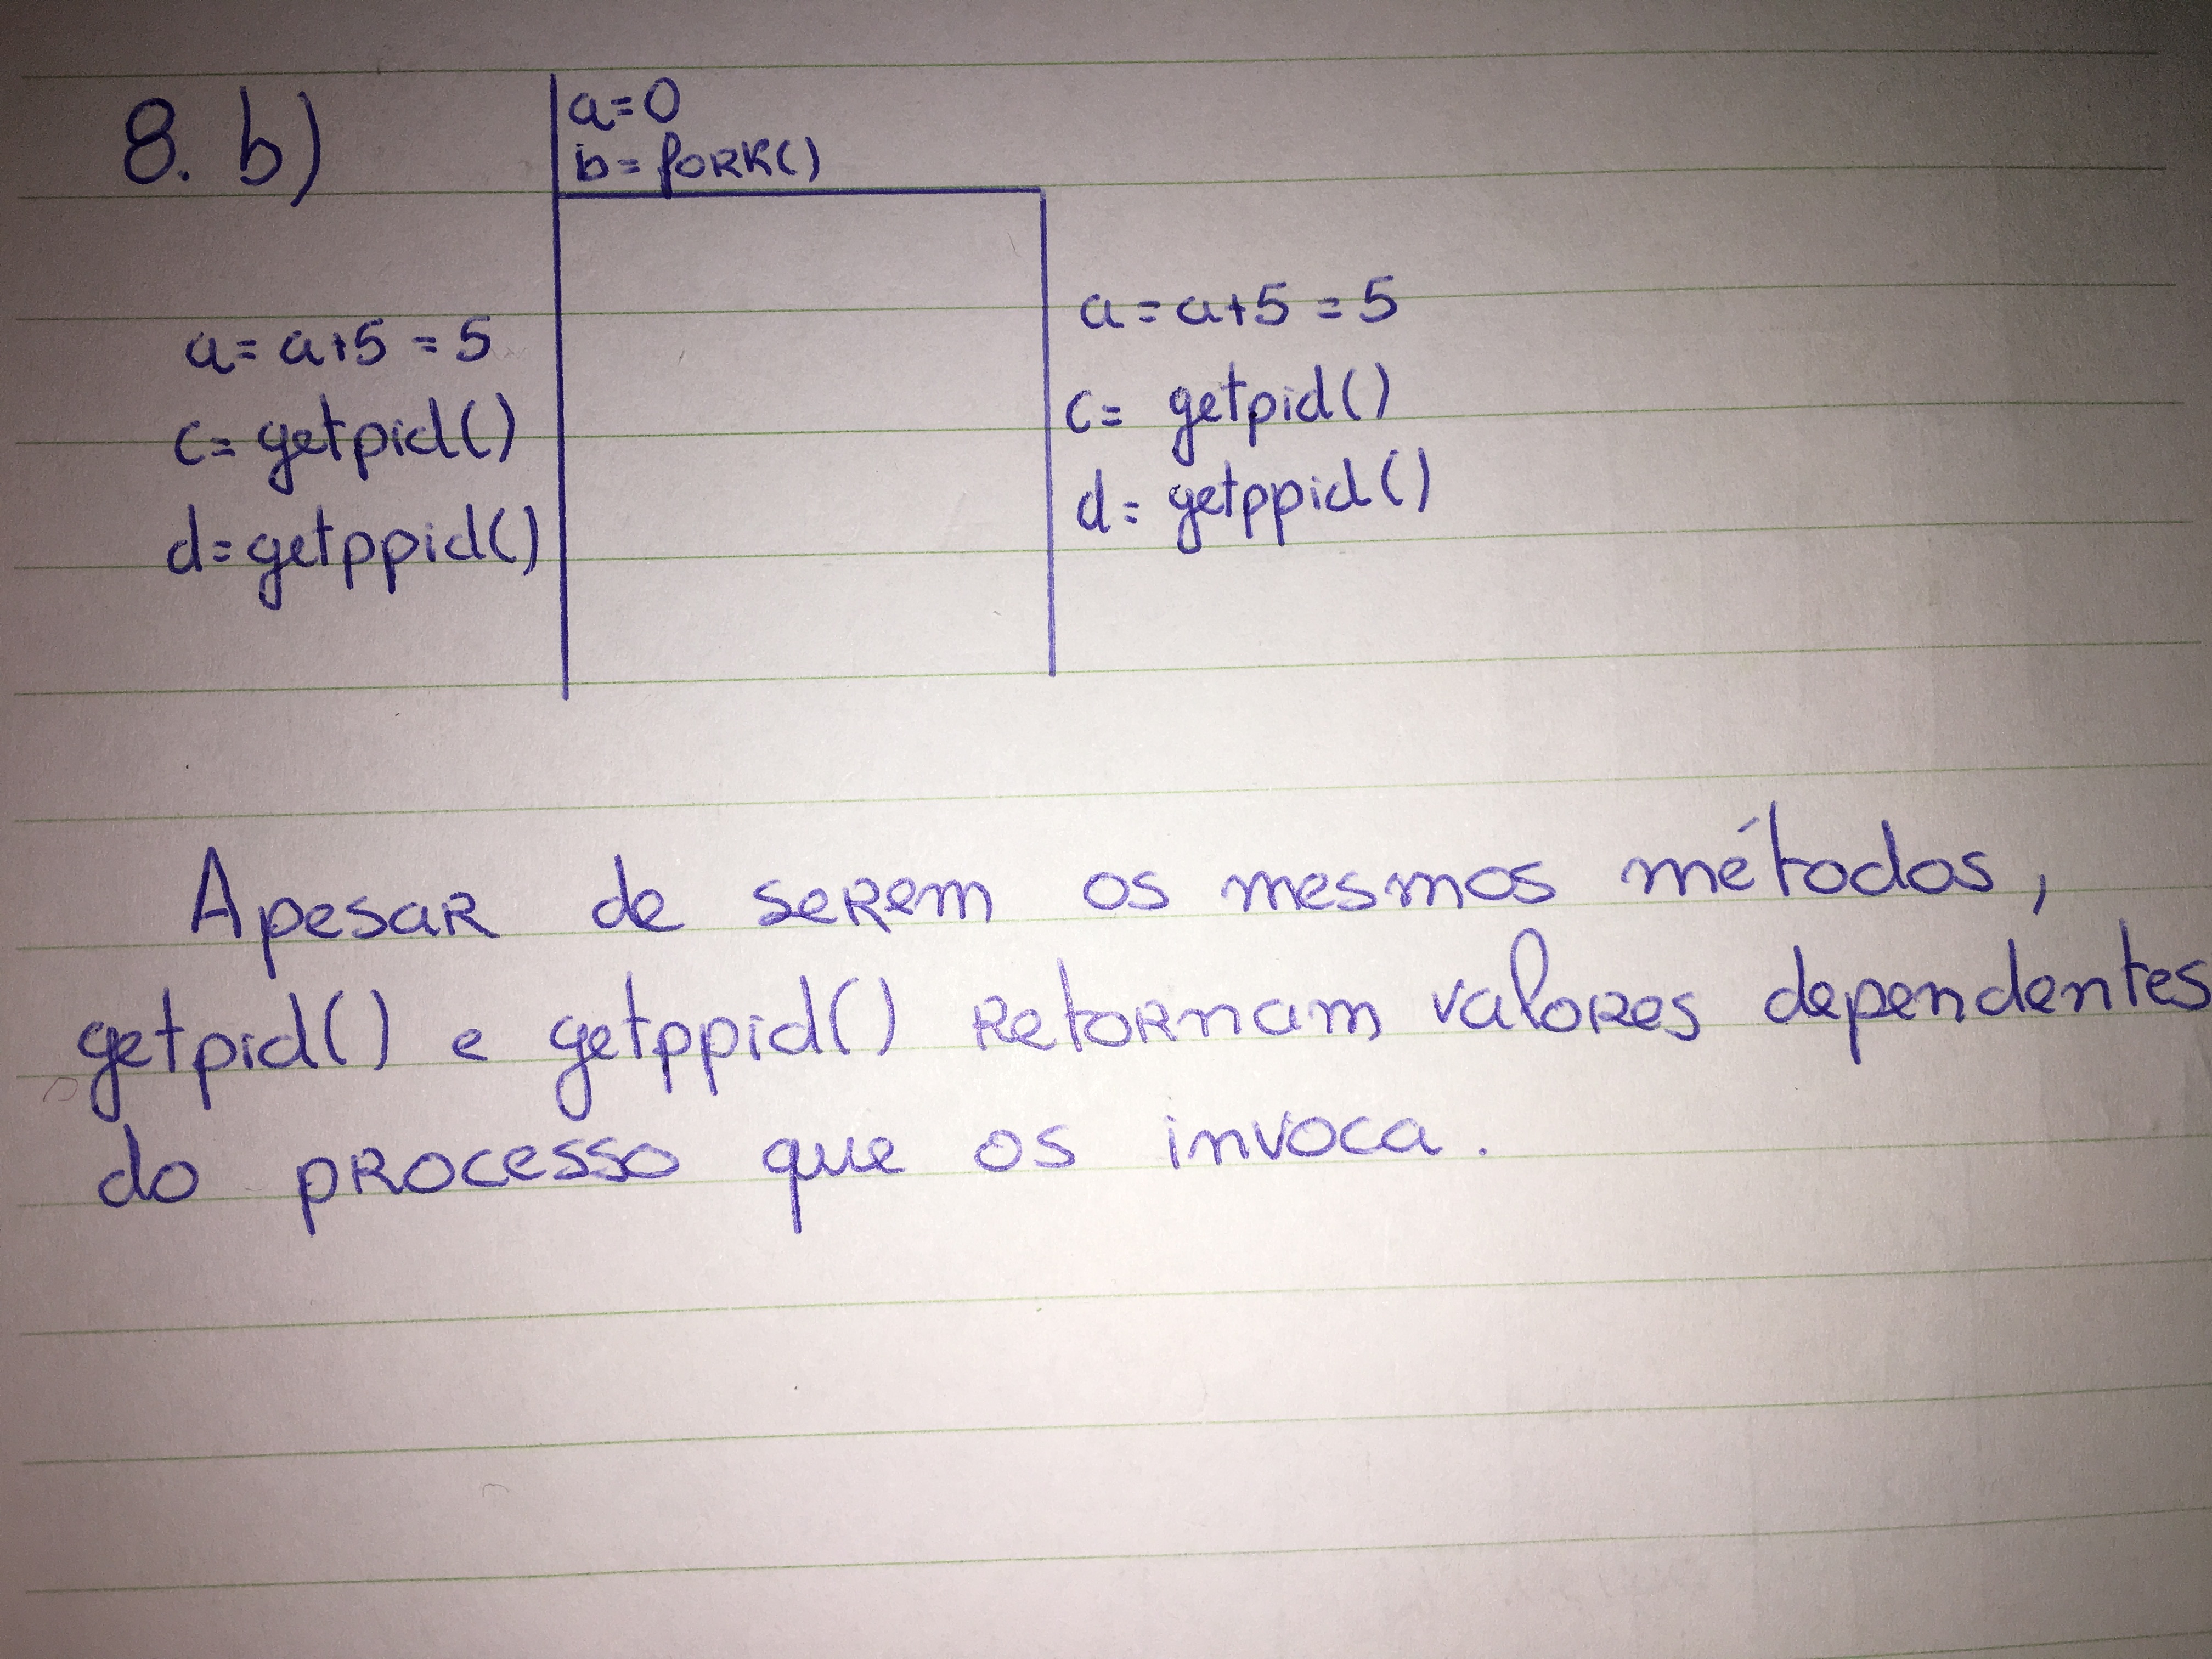 8. b)
a=0
b= fork()
a= a+5 = 5
c= getpid()
d= getppid()
a = a+5 = 5
c= getpid()
d= getppid()
Apesar de serem os mesmos métodos,
getpid() e getppid() retornam valores dependentes
do processo que os invoca.